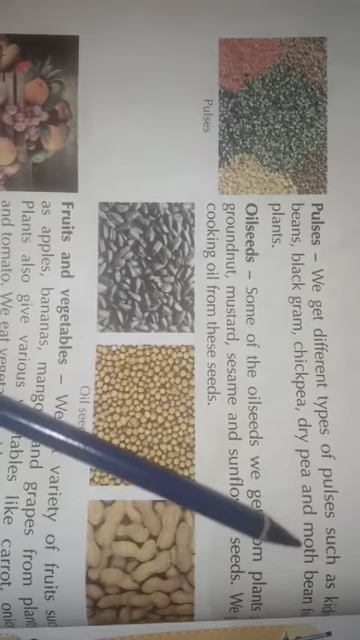 Pulses
Pulses – We get different types of pulses such as
beans, black gram, chickpea, dry pea and moth bean
plants.
Oilseeds – Some of the oilseeds we get plants
groundnut, mustard, sesame and seeds. We
cooking oil from these seeds.
Oil
Fruits and vegetables – We variety of fruits
as apples, bananas, and grapes from
Plants also give various like carrot,
and tomato. We eat